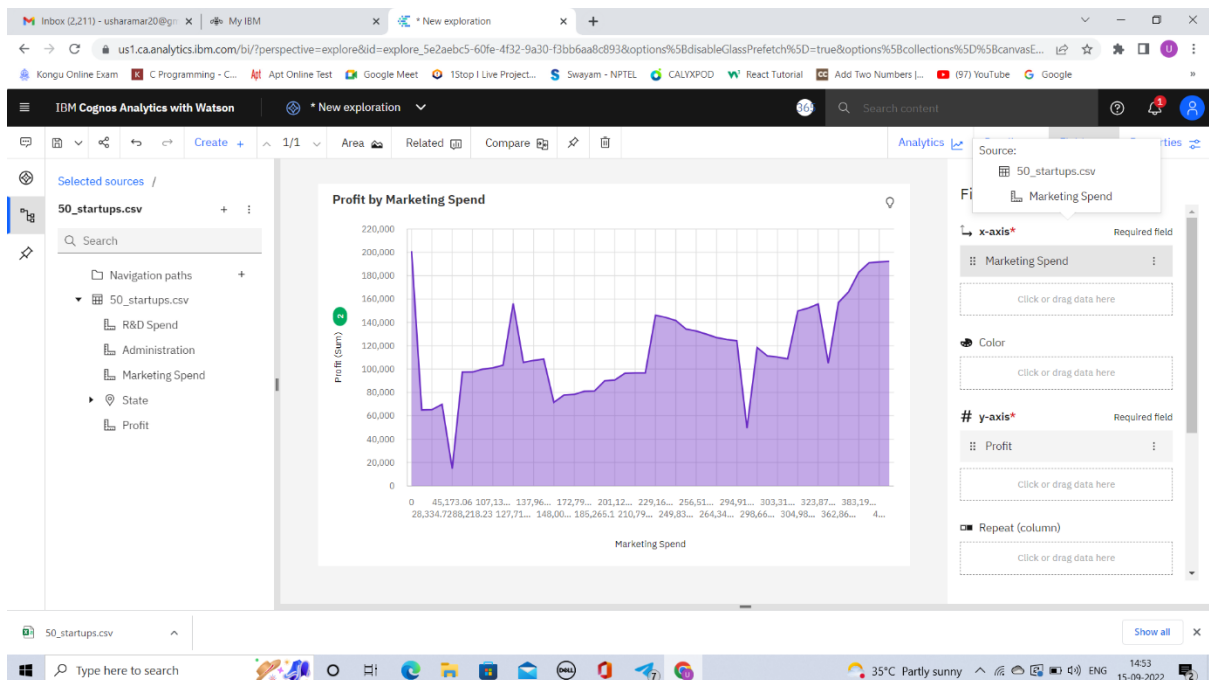 Inbox (2,211) - usharamar20@gm
My IBM
* New exploration
us1.ca.analytics.ibm.com/bi/?perspective=explore&id=explore_5e2aebc5-60fe-4f32-9a30-f3bb6aa8c893&options%5BdisableGlassPrefetch%5D=true&options%5Bcollections%5D%5BcanvasE...
Kongu Online Exam
C Programming - C...
Apt Online Test
Google Meet
1Stop I Live Project...
Swayam - NPTEL
CALYXPOD
React Tutorial
Add Two Numbers |...
(97) YouTube
Google
IBM Cognos Analytics with Watson
* New exploration
Search content
1
Create +
1/1
Area
Related
Compare
Analytics
rties
Source:
50_startups.csv
Marketing Spend
Selected sources /
50_startups.csv
Search
Navigation paths
50_startups.csv
R&D Spend
Administration
Marketing Spend
State
Profit
Profit by Marketing Spend
220,000
200,000
180,000
160,000
140,000
120,000
100,000
80,000
60,000
40,000
20,000
0
2
Profit (Sum)
0 45,173.06 107,13... 137,96... 172,79... 201,12... 229,16... 256,51... 294,91... 303,31... 323,87... 383,19...
28,334.72 88,218.23 127,71... 148,00... 185,265.1 210,79... 249,83... 264,34... 298,66... 304,98... 362,86... 4...
Marketing Spend
Fi
x-axis*
Required field
Marketing Spend
Click or drag data here
Color
Click or drag data here
# y-axis*
Required field
Profit
Click or drag data here
Repeat (column)
Click or drag data here
50_startups.csv
Show all
Type here to search
35°C Partly sunny
ENG
14:53
15-09-2022